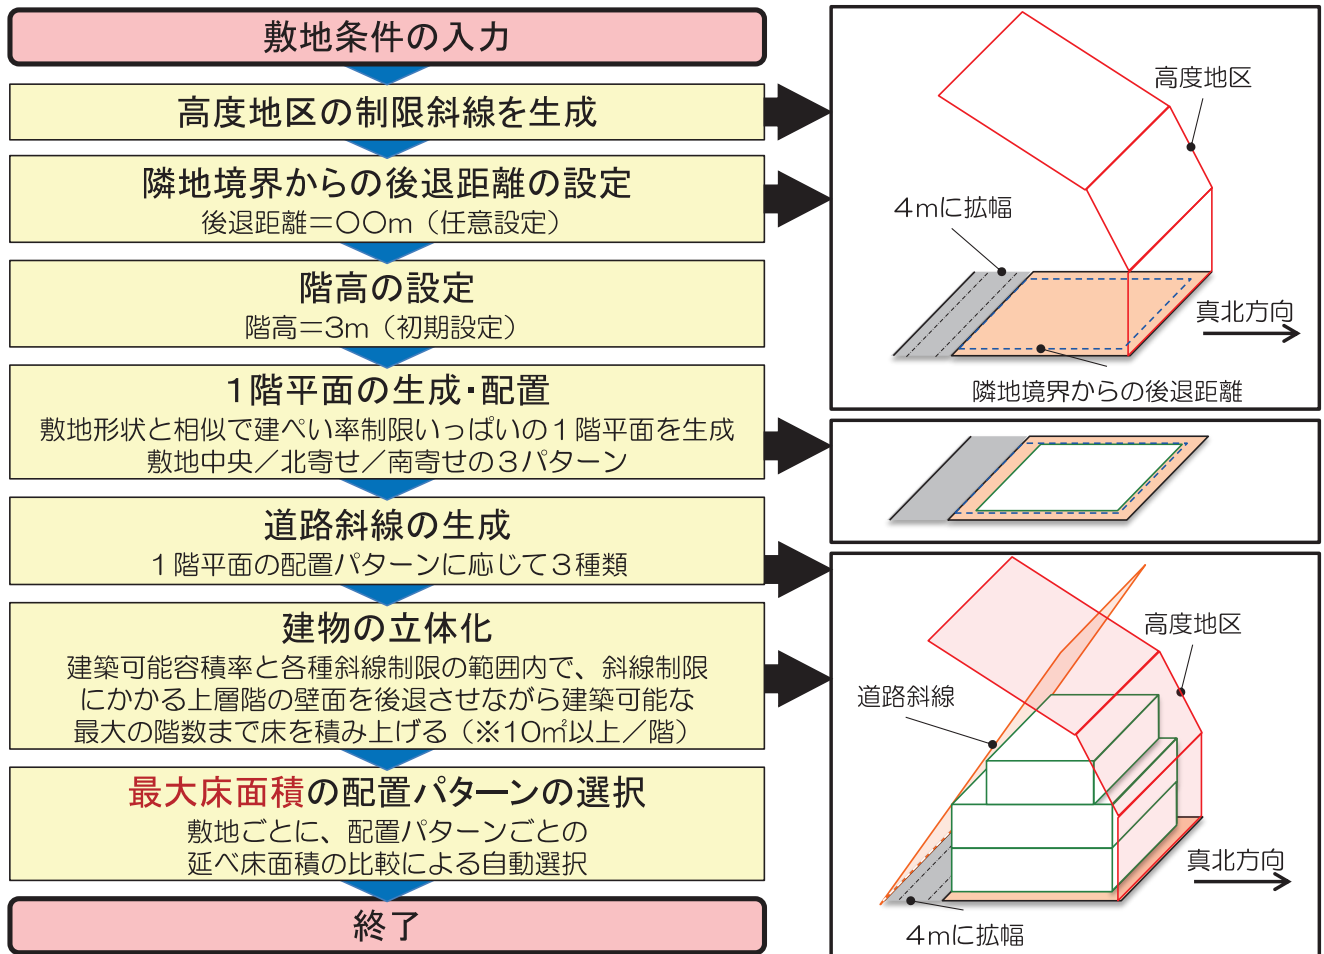 敷地条件の入力
高度地区の制限斜線を生成
隣地境界からの後退距離の設定
後退距離＝〇〇m（任意設定）
階高の設定
階高＝3m（初期設定）
1階平面の生成・配置
敷地形状と相似で建ぺい率制限いっぱいの1階平面を生成
敷地中央／北寄せ／南寄せの3パターン
道路斜線の生成
1階平面の配置パターンに応じて3種類
建物の立体化
建築可能容積率と各種斜線制限の範囲内で、斜線制限
にかかる上層階の壁面を後退させながら建築可能な
最大の階数まで床を積み上げる（※10㎡以上／階）
最大床面積の配置パターンの選択
敷地ごとに、配置パターンごとの
延べ床面積の比較による自動選択
終了
高度地区
4mに拡幅
真北方向
隣地境界からの後退距離
高度地区
道路斜線
真北方向
4mに拡幅